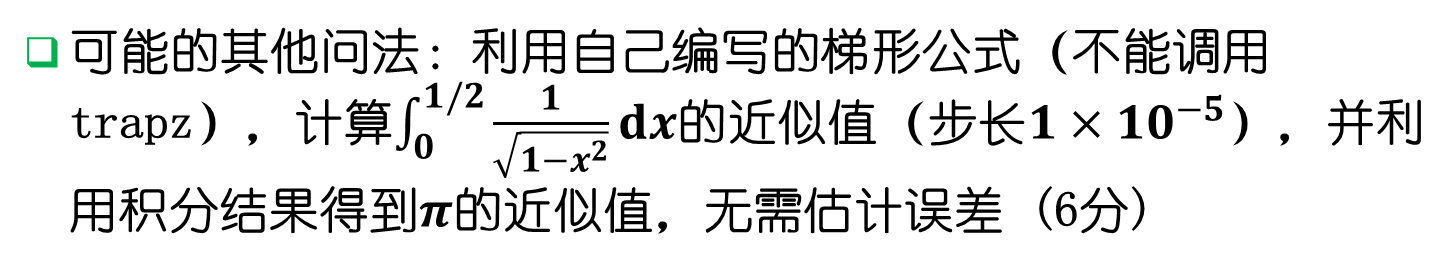 可能的其他问法：利用自己编写的梯形公式（不能调用
trapz），计算∫₀^{1/2} 1/√(1−x²) dx的近似值（步长1 × 10⁻⁵），并利
用积分结果得到π的近似值，无需估计误差（6分）